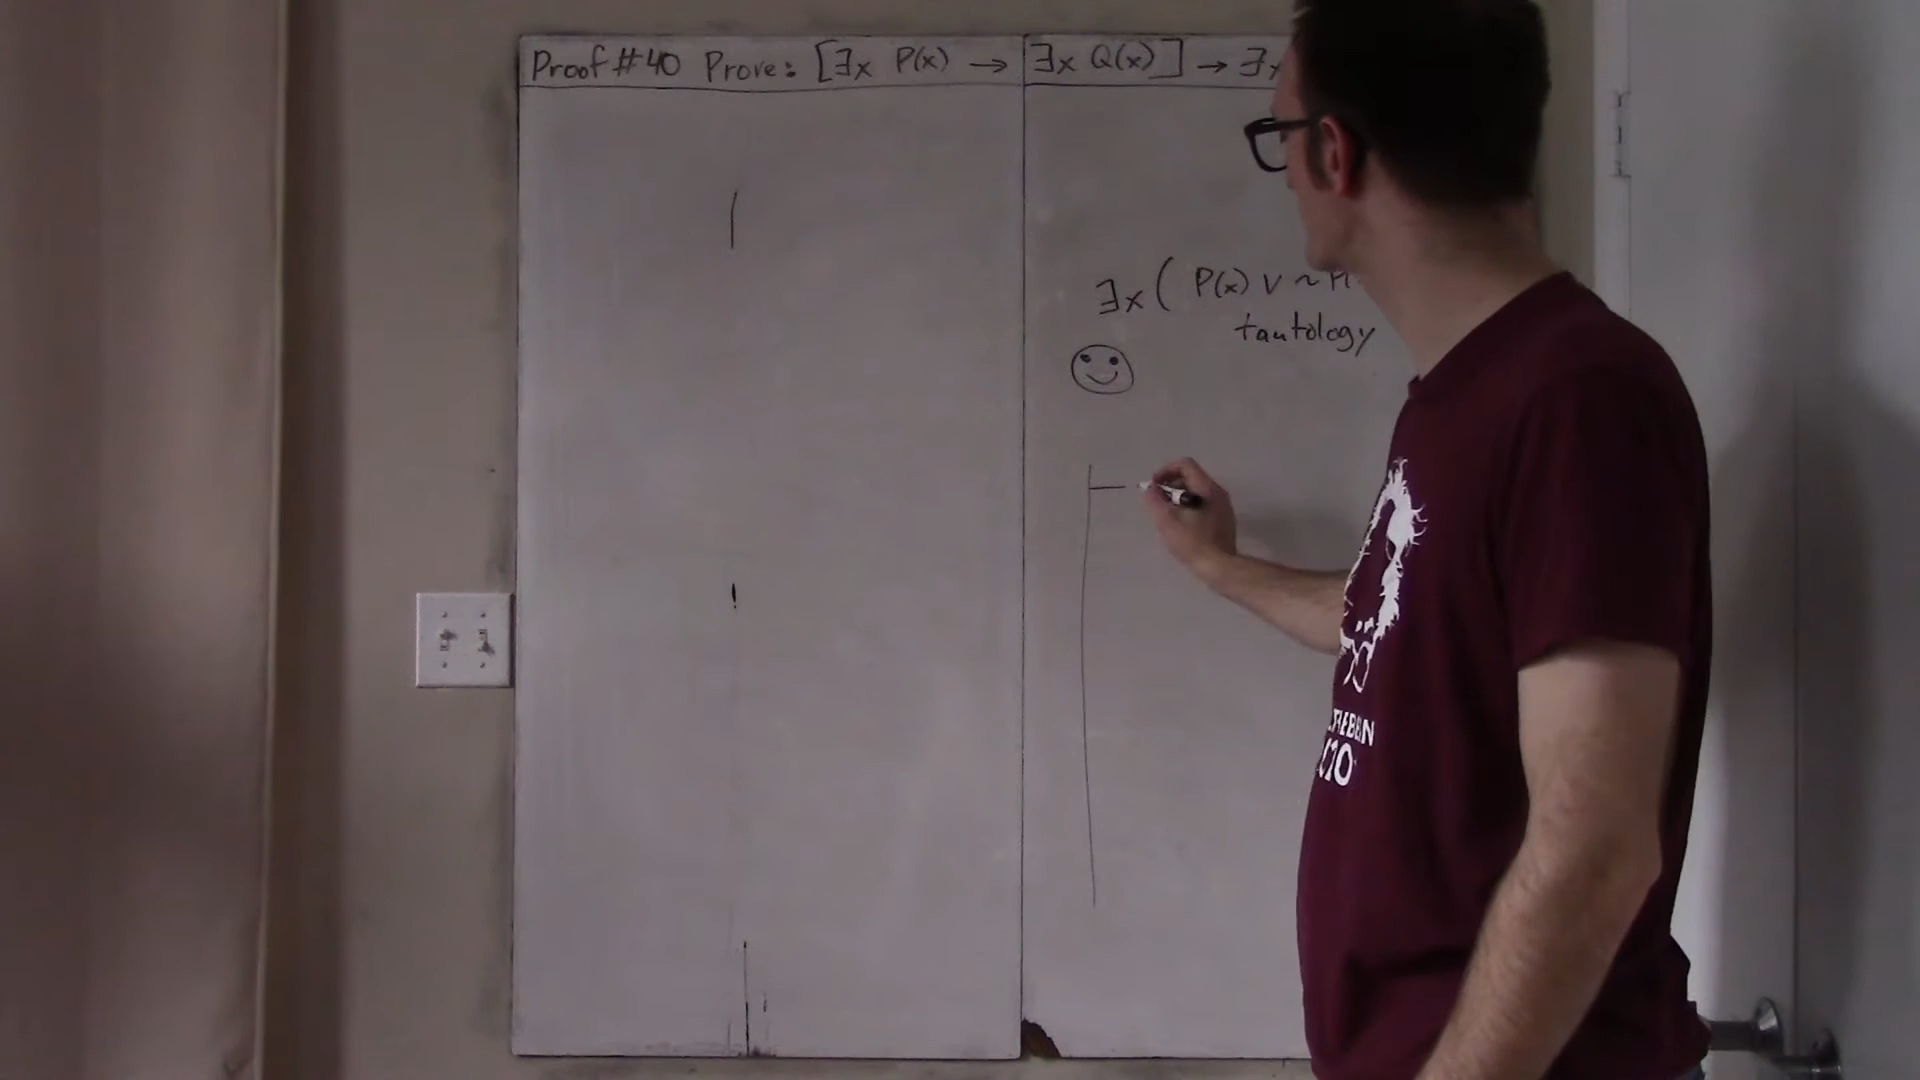 Proof #40 Prove: [∃x P(x) → ∃x Q(x)] → ∃x
∃x ( P(x) ∨ ~
tautology